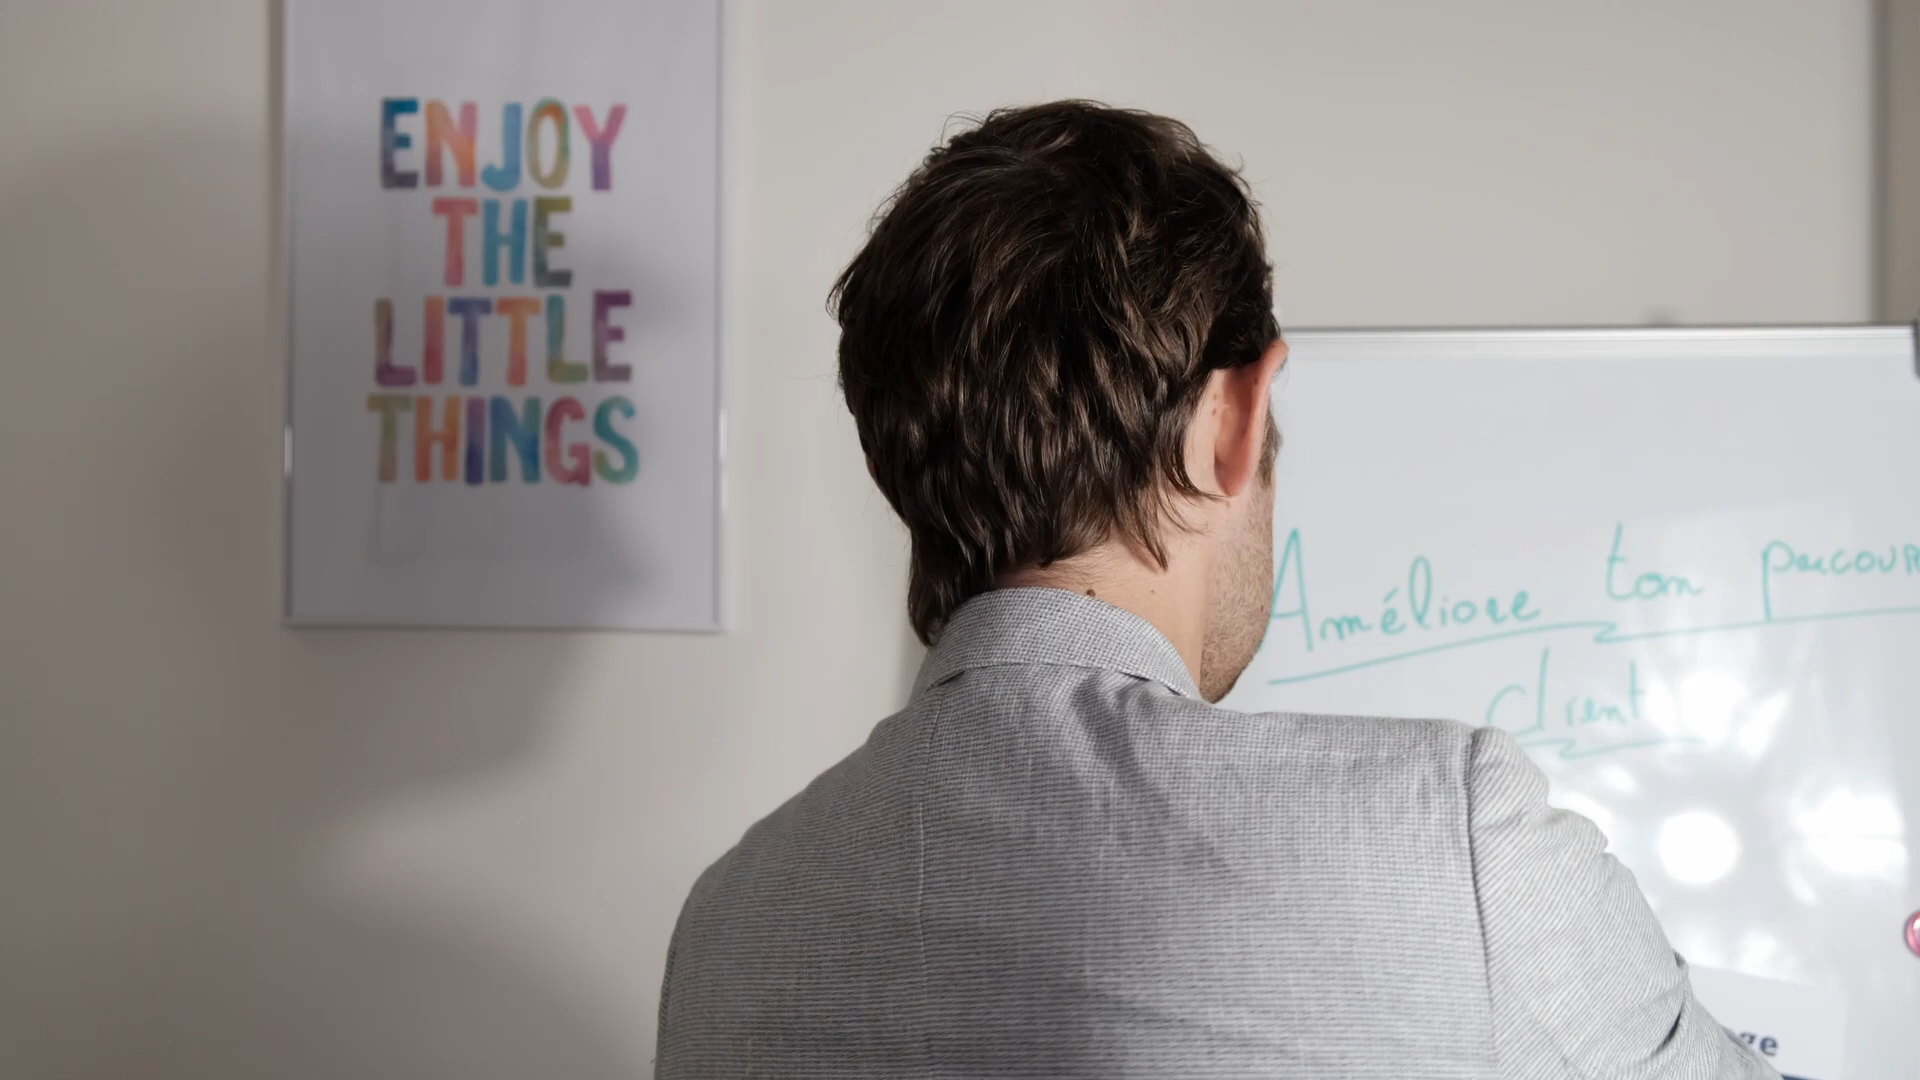 ENJOY
THE
LITTLE
THINGS
Améliore ton parcours
client